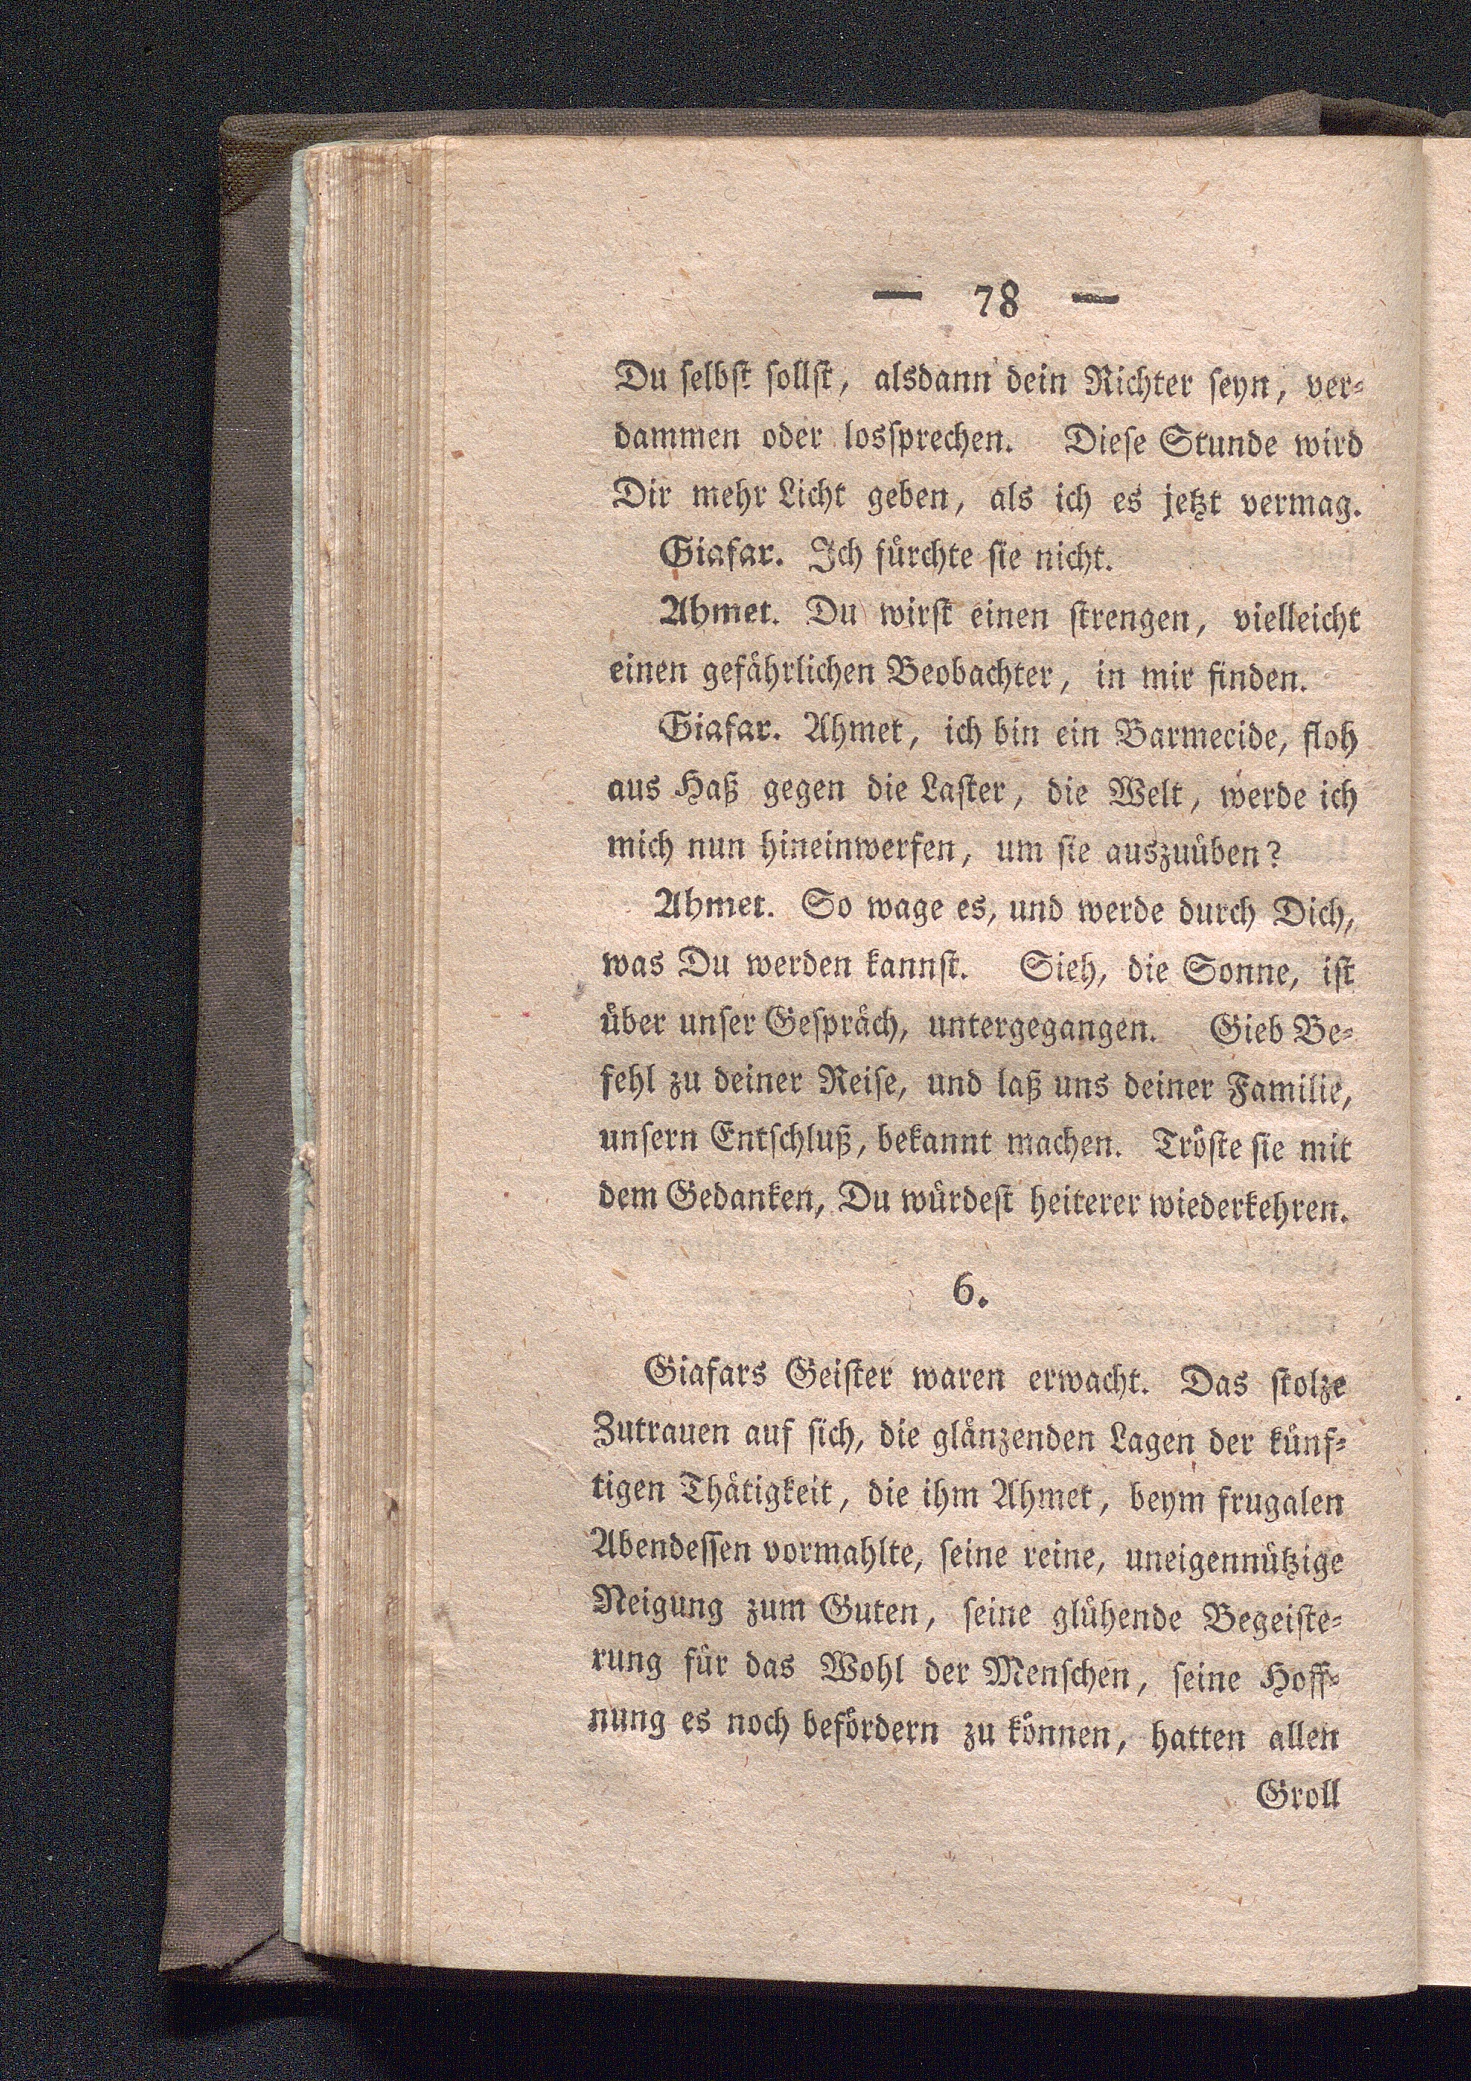 — 78 —
Du ſelbſt ſollſt, alsdann dein Richter ſeyn, ver-
dammen oder losſprechen. Dieſe Stunde wird
Dir mehr Licht geben, als ich es jetzt vermag.
Giafar. Ich fürchte ſie nicht.
Ahmet. Du wirſt einen ſtrengen, vielleicht
einen gefährlichen Beobachter, in mir finden.
Giafar. Ahmet, ich bin ein Barmecide, floh
aus Haß gegen die Laſter, die Welt, werde ich
mich nun hineinwerfen, um ſie auszuüben?
Ahmet. So wage es, und werde durch Dich,
was Du werden kannſt. Sieh, die Sonne, iſt
über unſer Geſpräch, untergegangen. Gieb Be-
fehl zu deiner Reiſe, und laß uns deiner Familie,
unſern Entſchluß, bekannt machen. Tröſte ſie mit
dem Gedanken, Du würdeſt heiterer wiederkehren.
6.
Giafars Geiſter waren erwacht. Das ſtolze
Zutrauen auf ſich, die glänzenden Lagen der künf-
tigen Thätigkeit, die ihm Ahmet, beym frugalen
Abendeſſen vormahlte, ſeine reine, uneigennützige
Neigung zum Guten, ſeine glühende Begeiſte-
rung für das Wohl der Menſchen, ſeine Hoff-
nung es noch befördern zu können, hatten allen
Groll